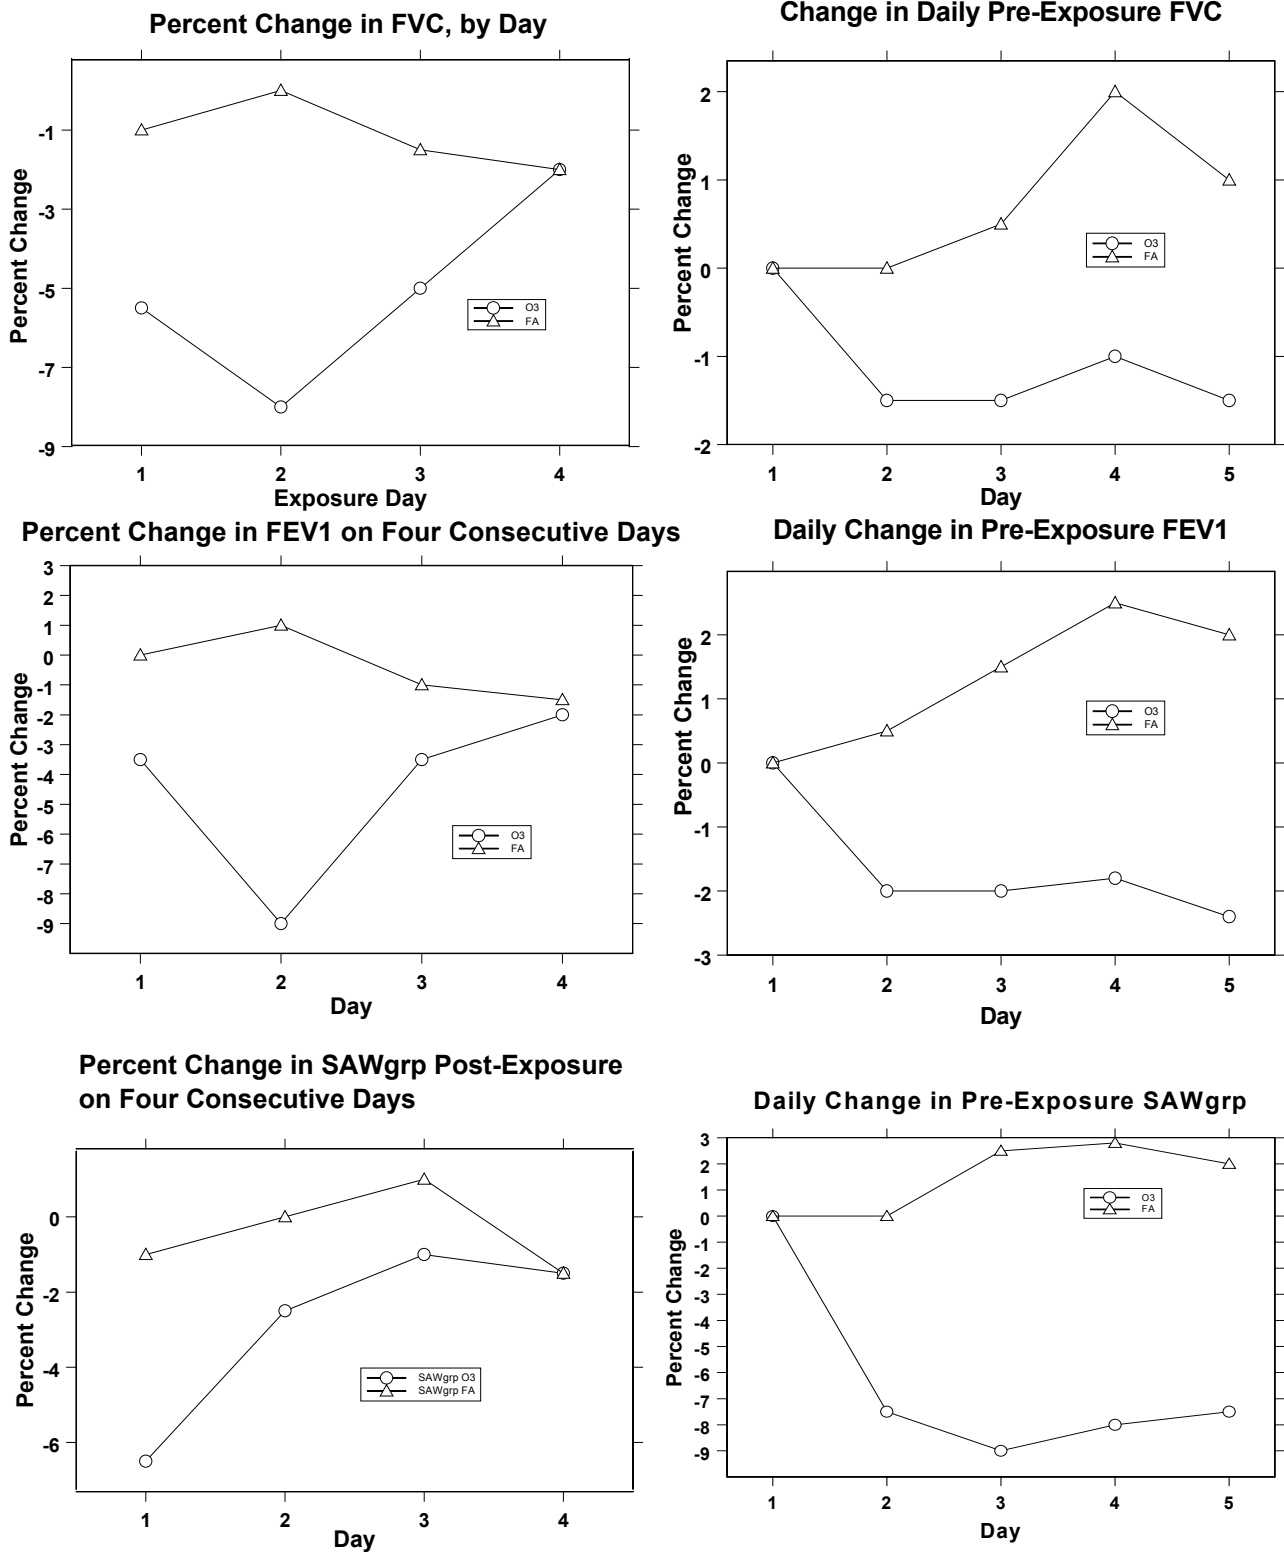 Percent Change in FVC, by Day
Percent Change
-1
-3
-5
-7
-9
O3
FA
1 2 3 4
Exposure Day
Change in Daily Pre-Exposure FVC
Percent Change
2
1
0
-1
-2
O3
FA
1 2 3 4 5
Day
Percent Change in FEV1 on Four Consecutive Days
Percent Change
3
2
1
0
-1
-2
-3
-4
-5
-6
-7
-8
-9
O3
FA
1 2 3 4
Day
Daily Change in Pre-Exposure FEV1
Percent Change
2
1
0
-1
-2
-3
O3
FA
1 2 3 4 5
Day
Percent Change in SAWgrp Post-Exposure
on Four Consecutive Days
Percent Change
0
-2
-4
-6
SAWgrp O3
SAWgrp FA
1 2 3 4
Day
Daily Change in Pre-Exposure SAWgrp
Percent Change
3
2
1
0
-1
-2
-3
-4
-5
-6
-7
-8
-9
O3
FA
1 2 3 4 5
Day